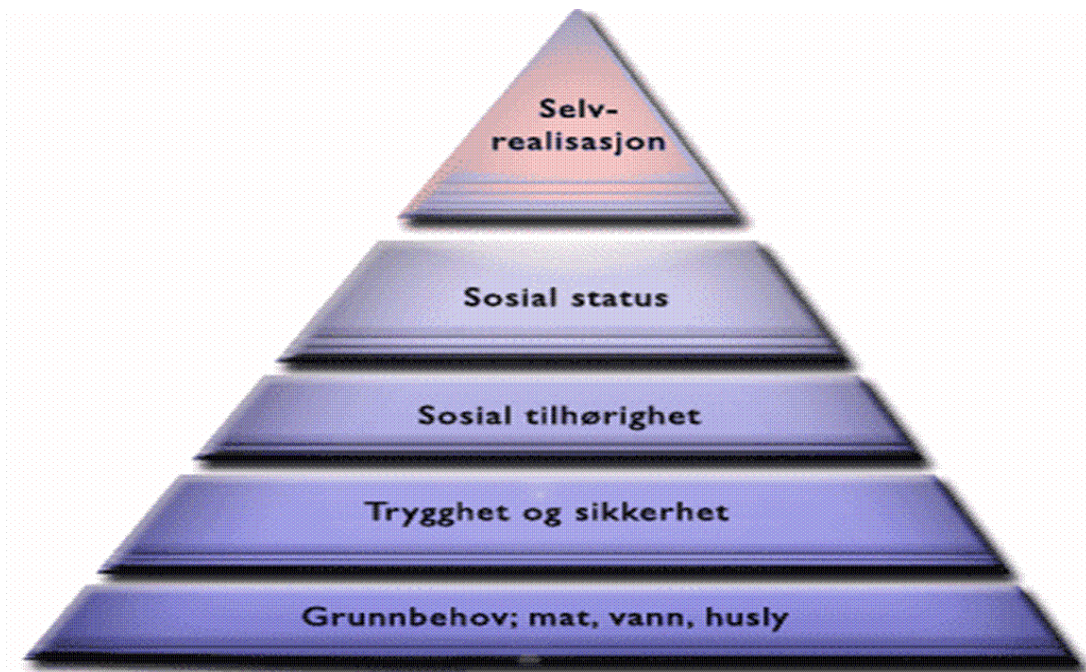 Selv-
realisasjon
Sosial status
Sosial tilhørighet
Trygghet og sikkerhet
Grunnbehov; mat, vann, husly